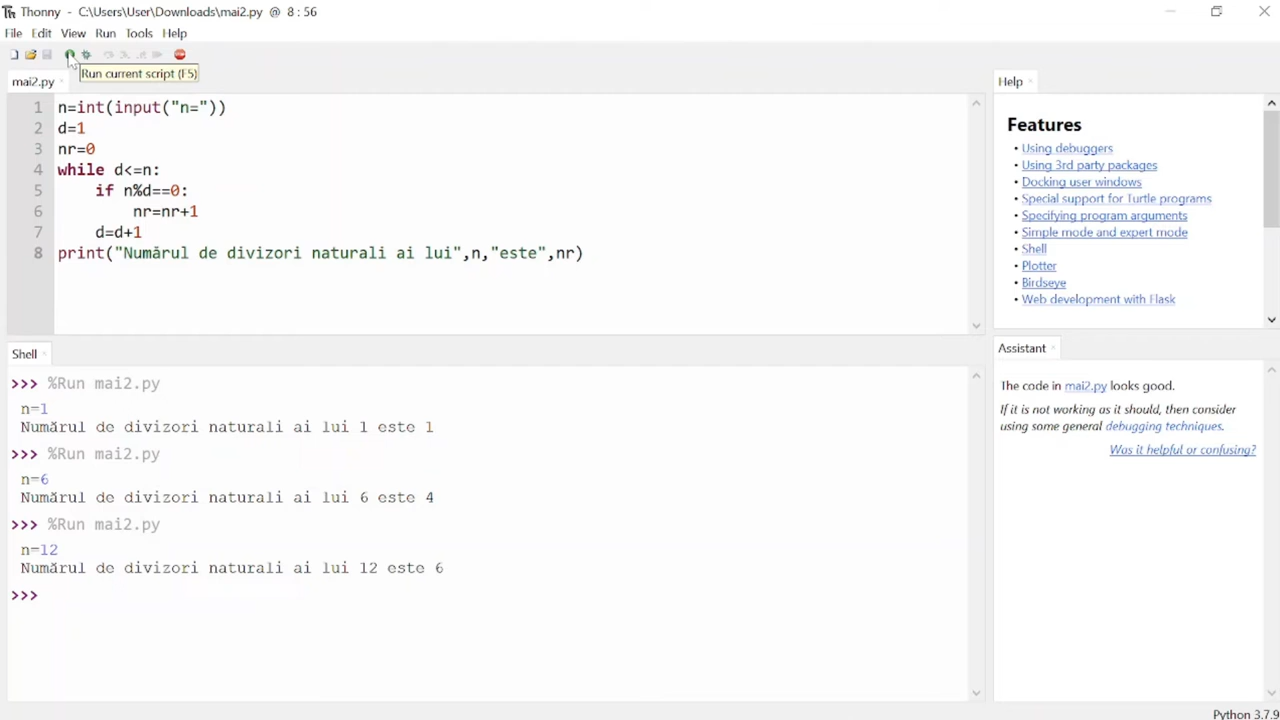 Thonny - C:\Users\User\Downloads\mai2.py @ 8 : 56
File Edit View Run Tools Help
Run current script (F5)
mai2.py
1 n=int(input("n="))
2 d=1
3 nr=0
4 while d<=n:
5 if n%d==0:
6 nr=nr+1
7 d=d+1
8 print("Numărul de divizori naturali ai lui",n,"este",nr)
Shell
>>> %Run mai2.py
n=1
Numărul de divizori naturali ai lui 1 este 1
>>> %Run mai2.py
n=6
Numărul de divizori naturali ai lui 6 este 4
>>> %Run mai2.py
n=12
Numărul de divizori naturali ai lui 12 este 6
>>>
Help
Features
• Using debuggers
• Using 3rd party packages
• Docking user windows
• Special support for Turtle programs
• Specifying program arguments
• Simple mode and expert mode
• Shell
• Plotter
• Birdseye
• Web development with Flask
Assistant
The code in mai2.py looks good.
If it is not working as it should, then consider
using some general debugging techniques.
Was it helpful or confusing?
Python 3.7.9